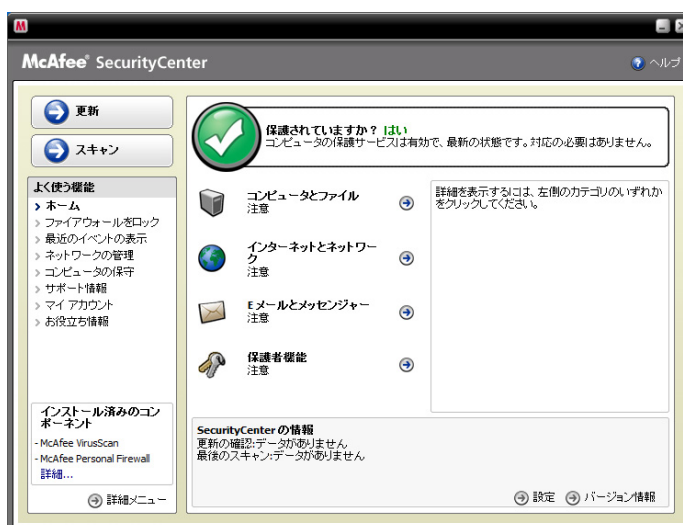 McAfee® SecurityCenter
ヘルプ
更新
スキャン
よく使う機能
ホーム
ファイアウォールをロック
最近のイベントの表示
ネットワークの管理
コンピュータの保守
サポート情報
マイ アカウント
お役立ち情報
インストール済みのコン
ポーネント
- McAfee VirusScan
- McAfee Personal Firewall
詳細...
詳細メニュー
保護されていますか? はい
コンピュータの保護サービスは有効で、最新の状態です。対応の必要はありません。
コンピュータとファイル
注意
インターネットとネットワー
ク
注意
E メールとメッセンジャー
注意
保護者機能
注意
詳細を表示するには、左側のカテゴリのいずれか
をクリックしてください。
SecurityCenter の情報
更新の確認:データがありません
最後のスキャン:データがありません
設定
バージョン情報